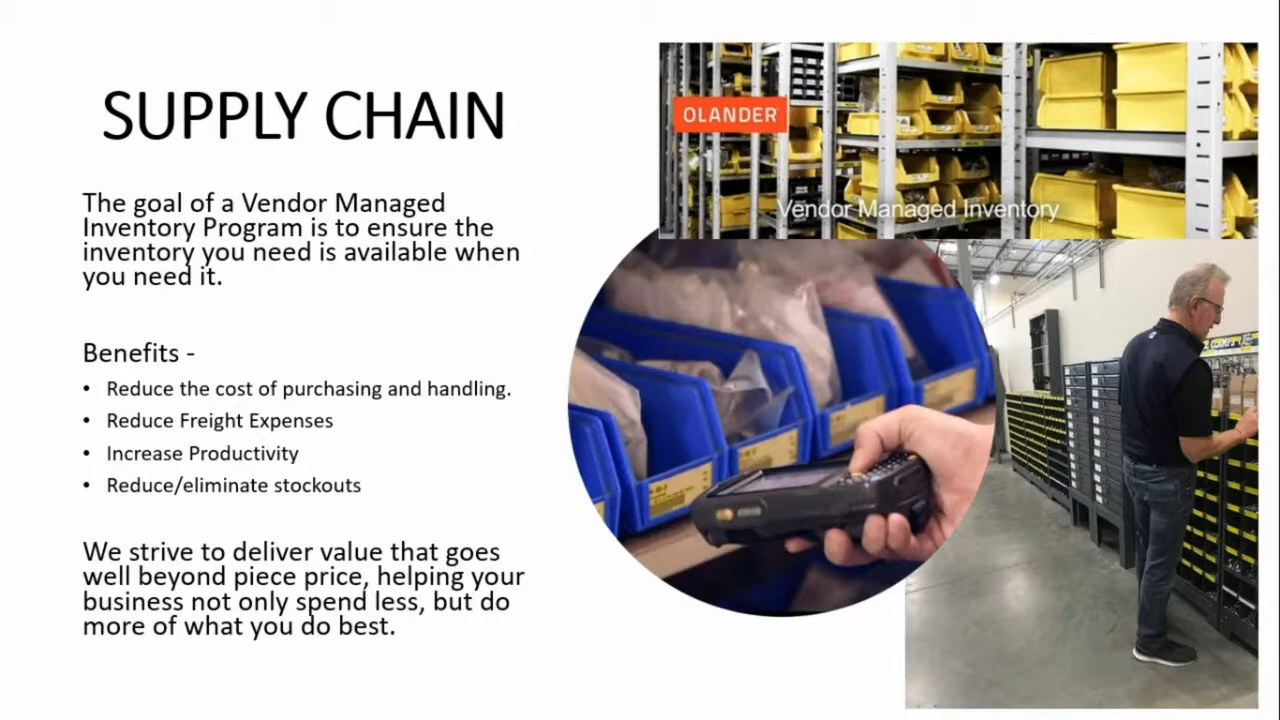 SUPPLY CHAIN
The goal of a Vendor Managed
Inventory Program is to ensure the
inventory you need is available when
you need it.
Benefits -
• Reduce the cost of purchasing and handling.
• Reduce Freight Expenses
• Increase Productivity
• Reduce/eliminate stockouts
We strive to deliver value that goes
well beyond piece price, helping your
business not only spend less, but do
more of what you do best.
OLANDER
Vendor Managed Inventory